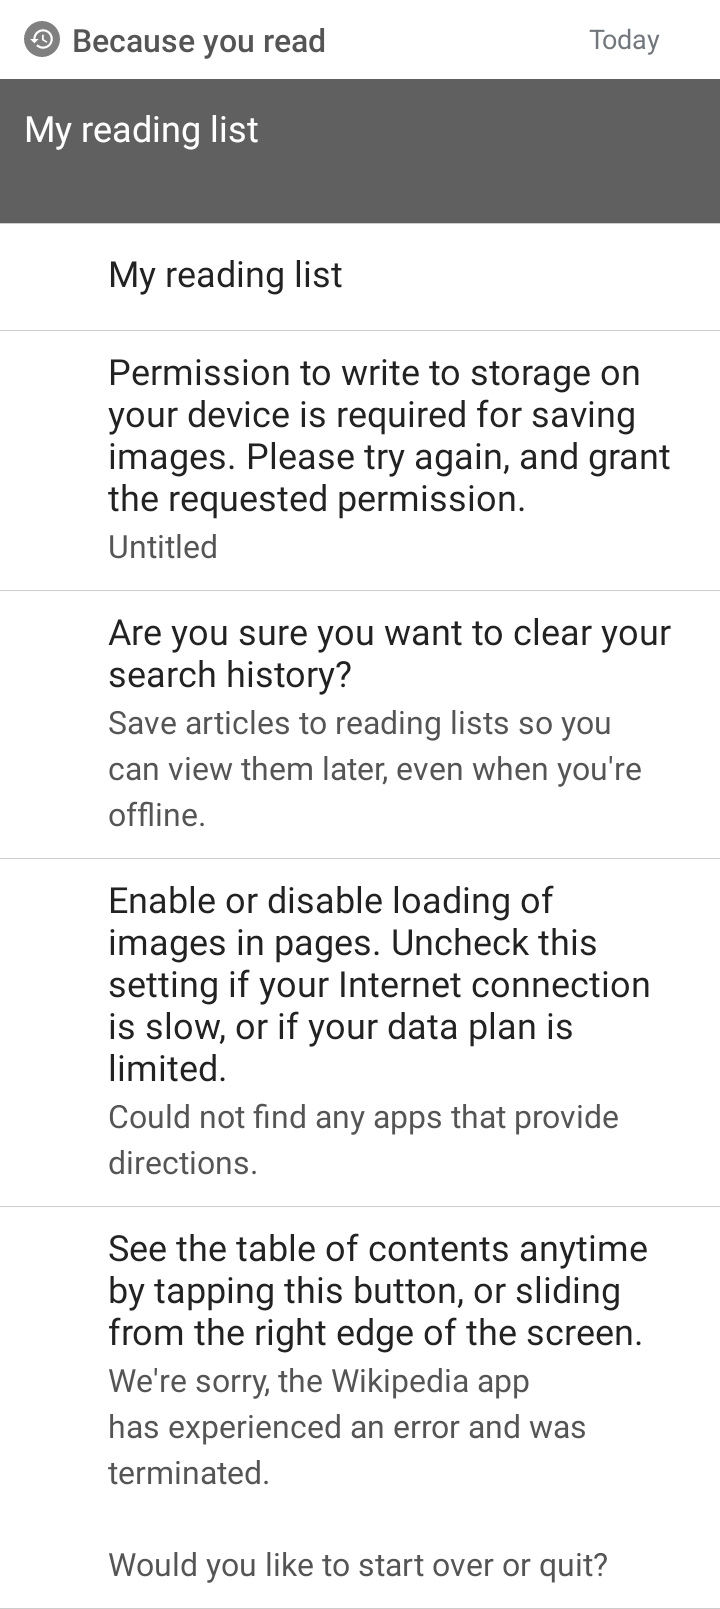 Because you read
Today
My reading list
My reading list
Permission to write to storage on
your device is required for saving
images. Please try again, and grant
the requested permission.
Untitled
Are you sure you want to clear your
search history?
Save articles to reading lists so you
can view them later, even when you're
offline.
Enable or disable loading of
images in pages. Uncheck this
setting if your Internet connection
is slow, or if your data plan is
limited.
Could not find any apps that provide
directions.
See the table of contents anytime
by tapping this button, or sliding
from the right edge of the screen.
We're sorry, the Wikipedia app
has experienced an error and was
terminated.
Would you like to start over or quit?